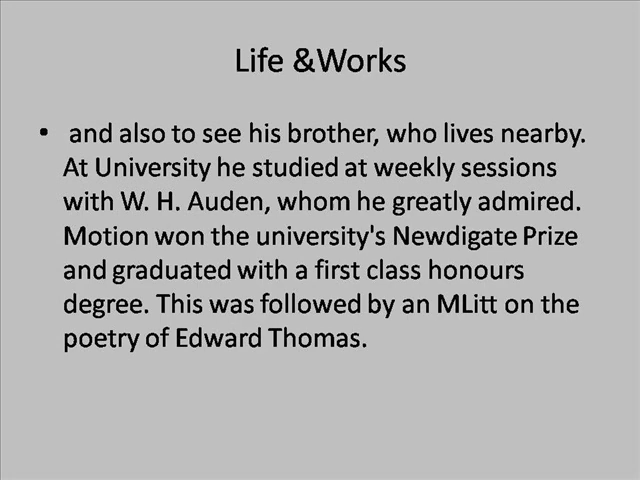 Life &Works
• and also to see his brother, who lives nearby.
At University he studied at weekly sessions
with W. H. Auden, whom he greatly admired.
Motion won the university's Newdigate Prize
and graduated with a first class honours
degree. This was followed by an MLitt on the
poetry of Edward Thomas.